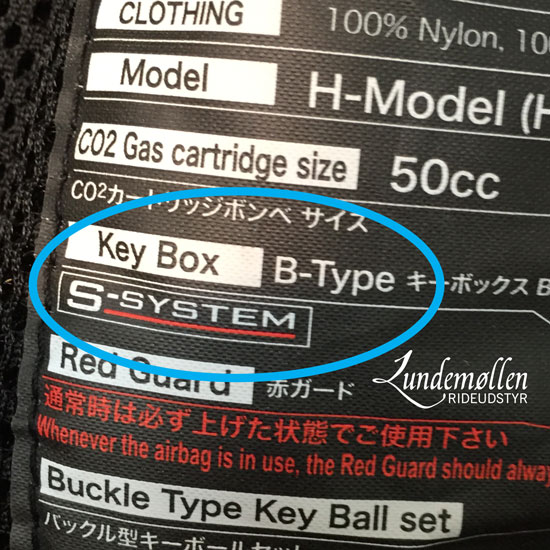 CLOTHING 100% Nylon, 100
Model H-Model (H
CO2 Gas cartridge size 50cc
CO²カートリッジボンベ サイズ
Key Box B-Type キーボックス B
S-SYSTEM
Red Guard 赤ガード
Lundemøllen
RIDEUDSTYR
通常時は必ず上げた状態でご使用下さい
Whenever the airbag is in use, the Red Guard should alway
Buckle Type Key Ball set
バックル型キーボールセット